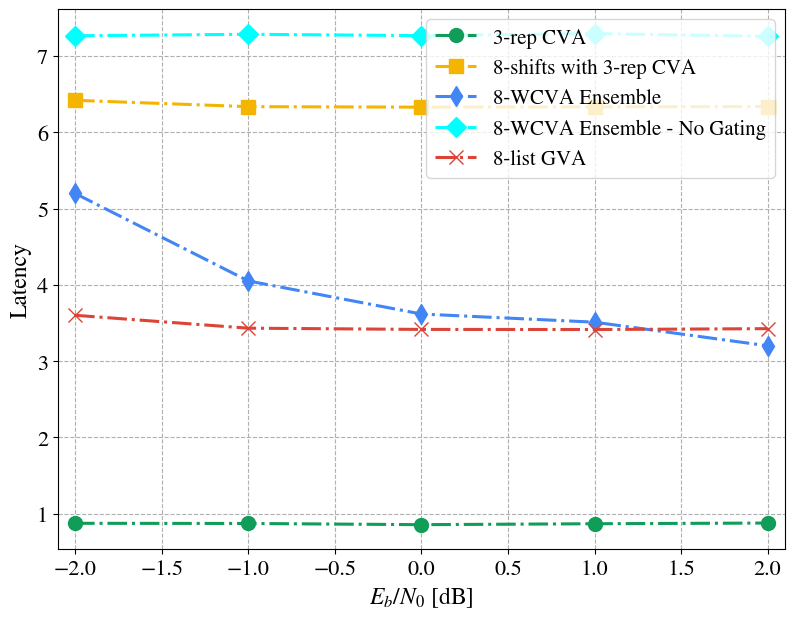 3-rep CVA
8-shifts with 3-rep CVA
8-WCVA Ensemble
8-WCVA Ensemble - No Gating
8-list GVA
Latency
7
6
5
4
3
2
1
−2.0 −1.5 −1.0 −0.5 0.0 0.5 1.0 1.5 2.0
E_b/N_0 [dB]